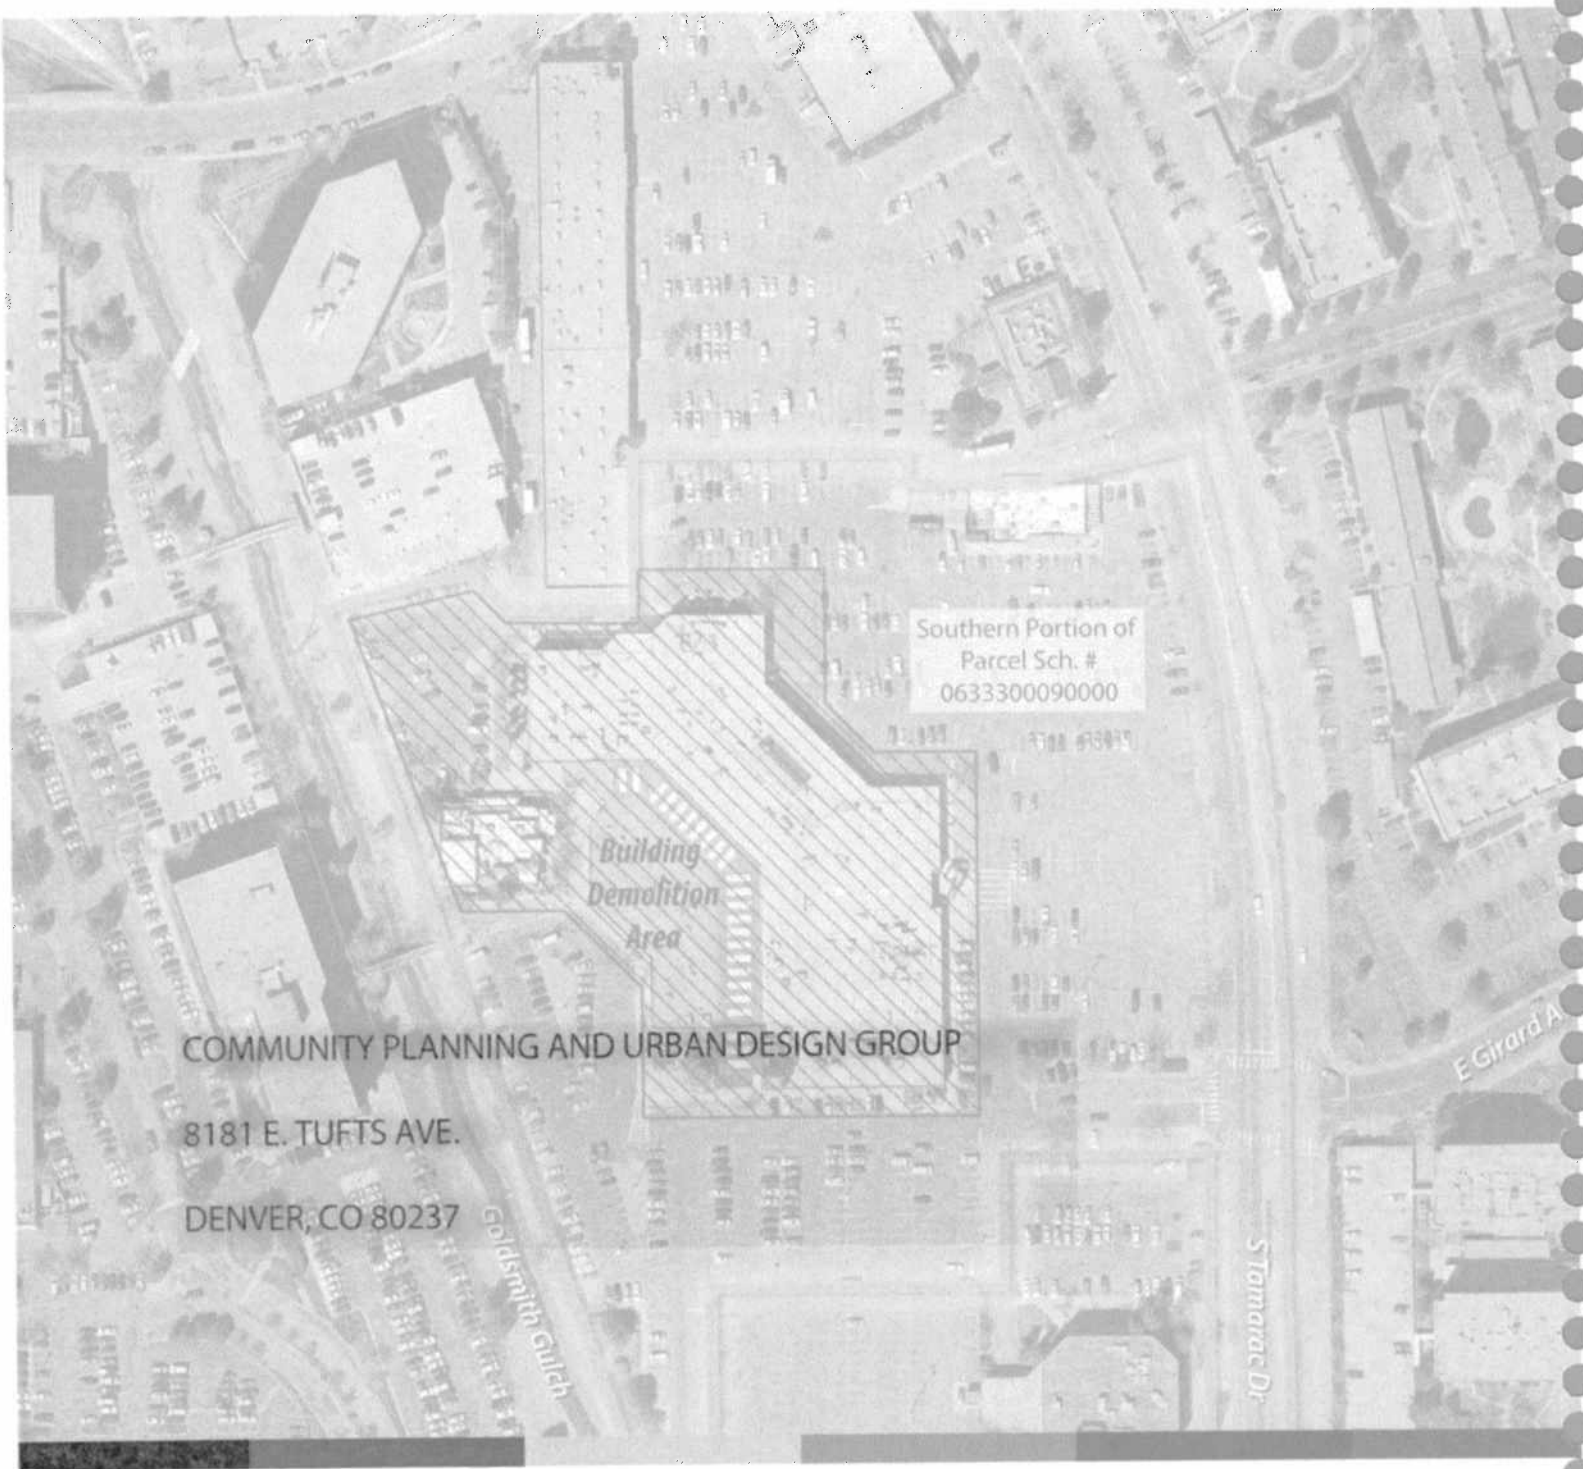 Southern Portion of
Parcel Sch. #
0633300090000
Building
Demolition
Area
COMMUNITY PLANNING AND URBAN DESIGN GROUP
8181 E. TUFTS AVE.
DENVER, CO 80237
E Girard A
Goldsmith Gulch
S Tamarac Dr